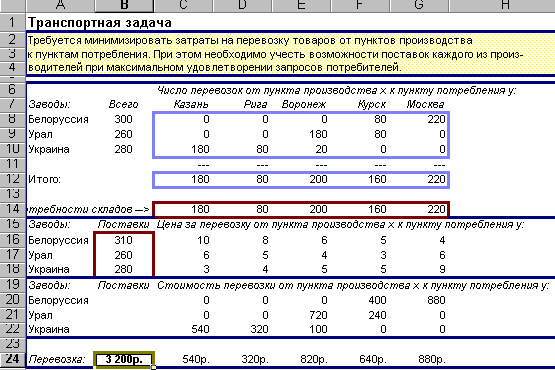 A B C D E F G H
1 Транспортная задача
2 Требуется минимизировать затраты на перевозку товаров от пунктов производства
3 к пунктам потребления. При этом необходимо учесть возможности поставок каждого из произ-
4 водителей при максимальном удовлетворении запросов потребителей.
5
6 Число перевозок от пункта производства x к пункту потребления y:
7 Заводы: Всего Казань Рига Воронеж Курск Москва
8 Белоруссия 300 0 0 0 80 220
9 Урал 260 0 0 180 80 0
10 Украина 280 180 80 20 0 0
11 --- --- --- --- ---
12 Итого: 180 80 200 160 220
13
14 отребности складов --> 180 80 200 160 220
15 Заводы: Поставки Цена за перевозку от пункта производства x к пункту потребления y:
16 Белоруссия 310 10 8 6 5 4
17 Урал 260 6 5 4 3 6
18 Украина 280 3 4 5 5 9
19 Заводы: Поставки Стоимость перевозки от пункта производства x к пункту потребления y:
20 Белоруссия 0 0 0 400 880
21 Урал 0 0 720 240 0
22 Украина 540 320 100 0 0
23
24 Перевозка: 3 200р. 540р. 320р. 820р. 640р. 880р.